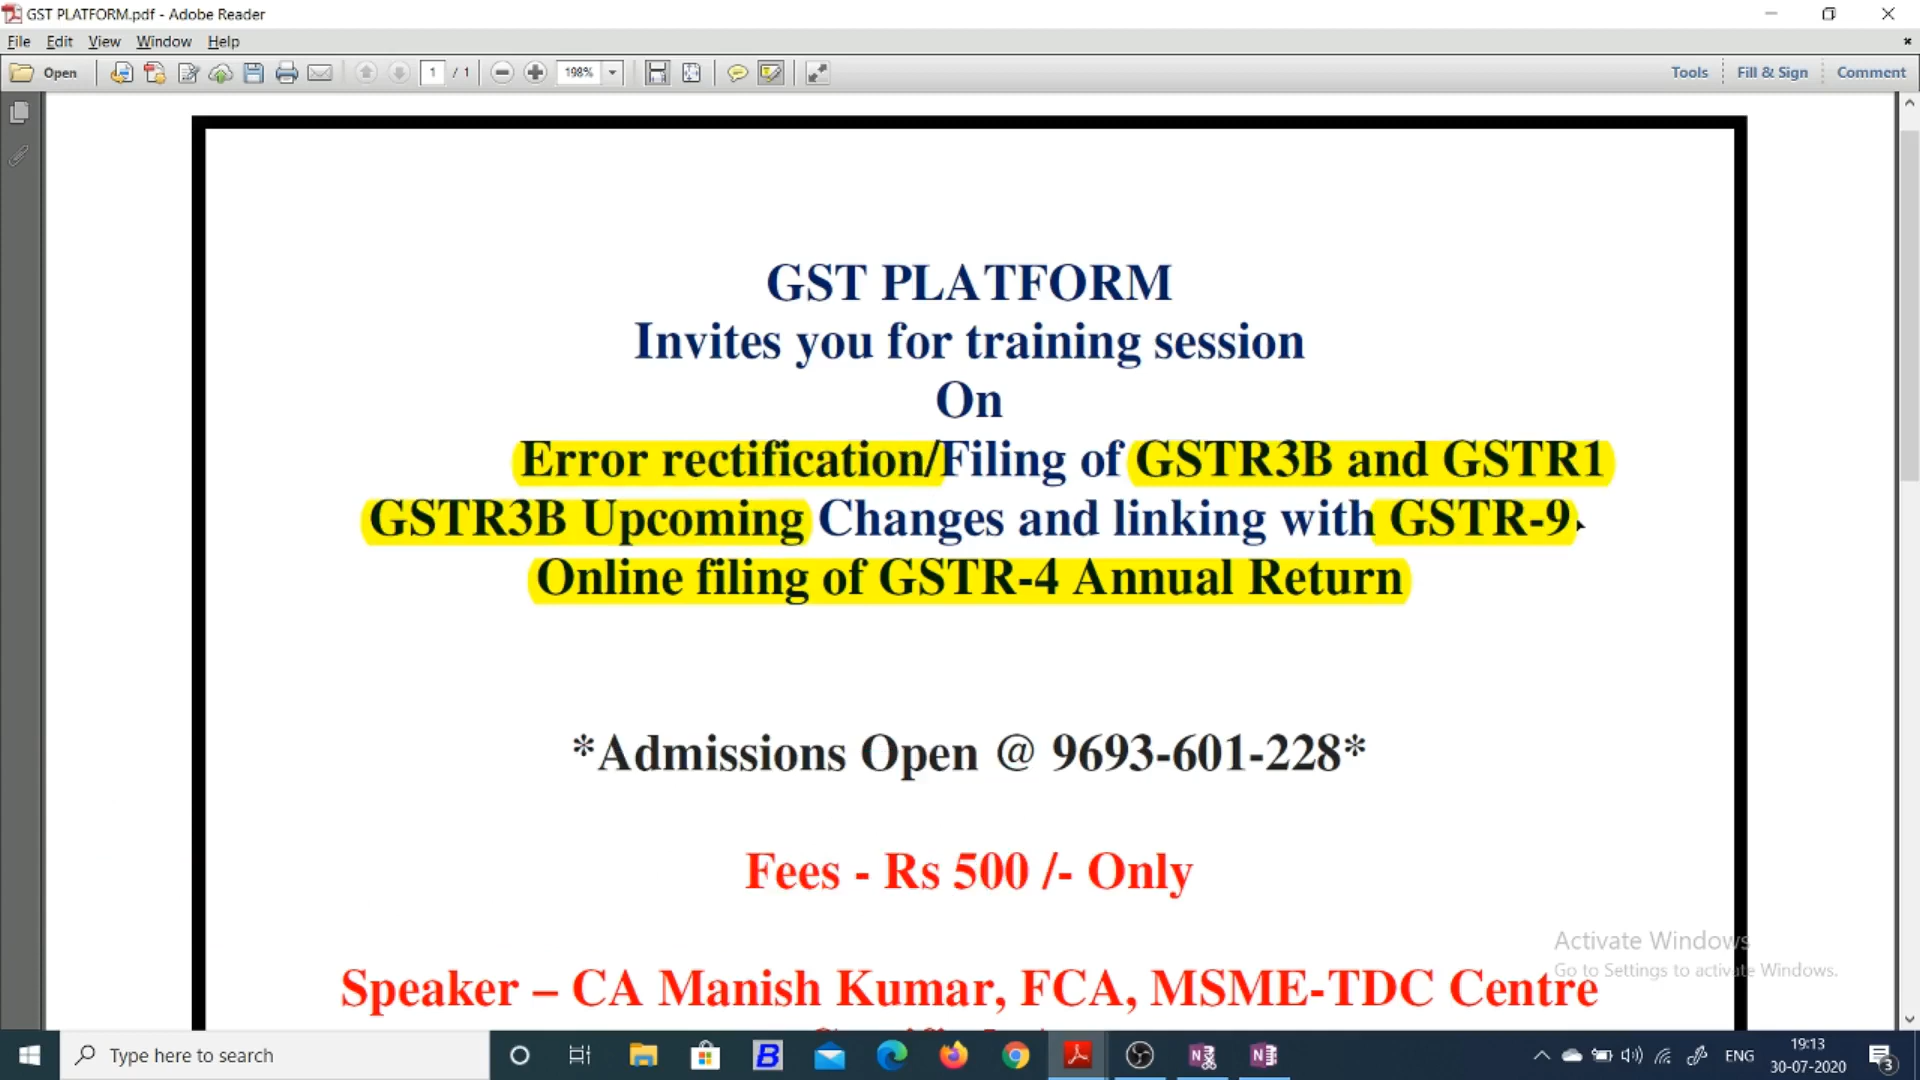 GST PLATFORM.pdf - Adobe Reader
File Edit View Window Help
Open 1 / 1 198% Tools Fill & Sign Comment
GST PLATFORM
Invites you for training session
On
Error rectification/Filing of GSTR3B and GSTR1
GSTR3B Upcoming Changes and linking with GSTR-9
Online filing of GSTR-4 Annual Return
*Admissions Open @ 9693-601-228*
Fees - Rs 500 /- Only
Activate Windows
Go to Settings to activate Windows.
Speaker – CA Manish Kumar, FCA, MSME-TDC Centre
Type here to search
ENG
19:13
30-07-2020
3